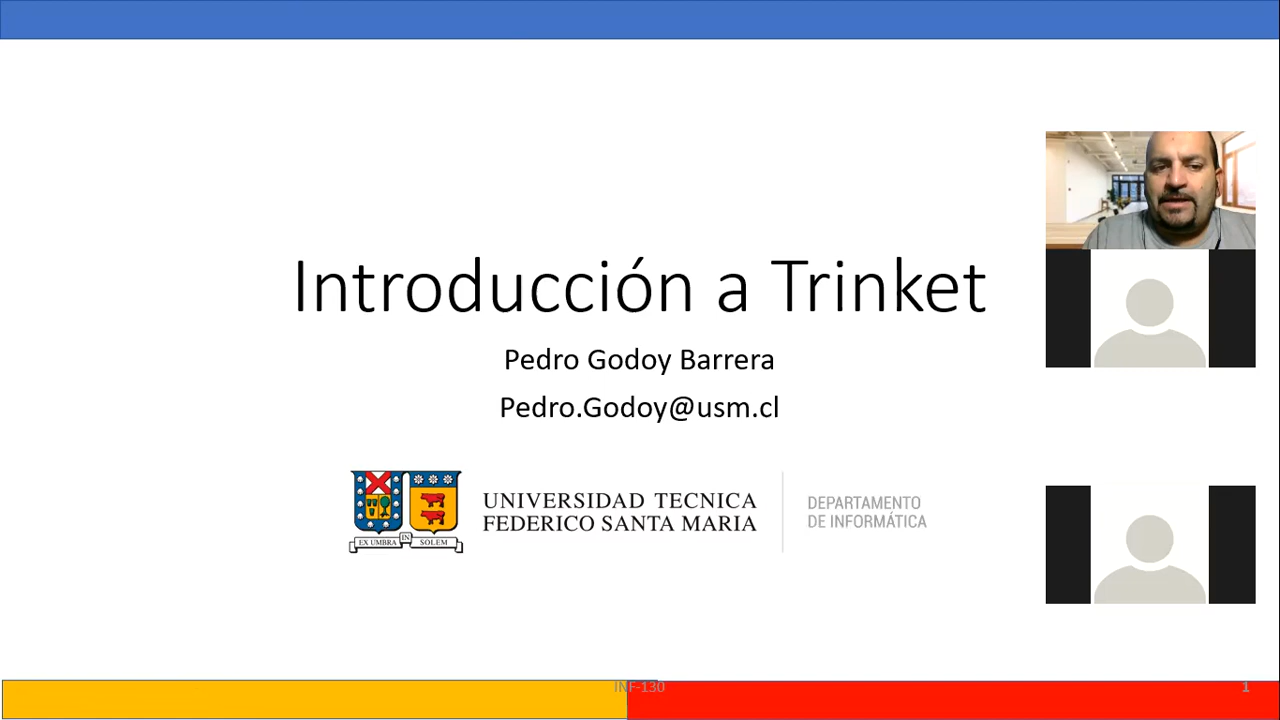 Introducción a Trinket
Pedro Godoy Barrera
Pedro.Godoy@usm.cl
UNIVERSIDAD TECNICA
FEDERICO SANTA MARIA
DEPARTAMENTO
DE INFORMÁTICA
EX UMBRA IN SOLEM
INF-130
1